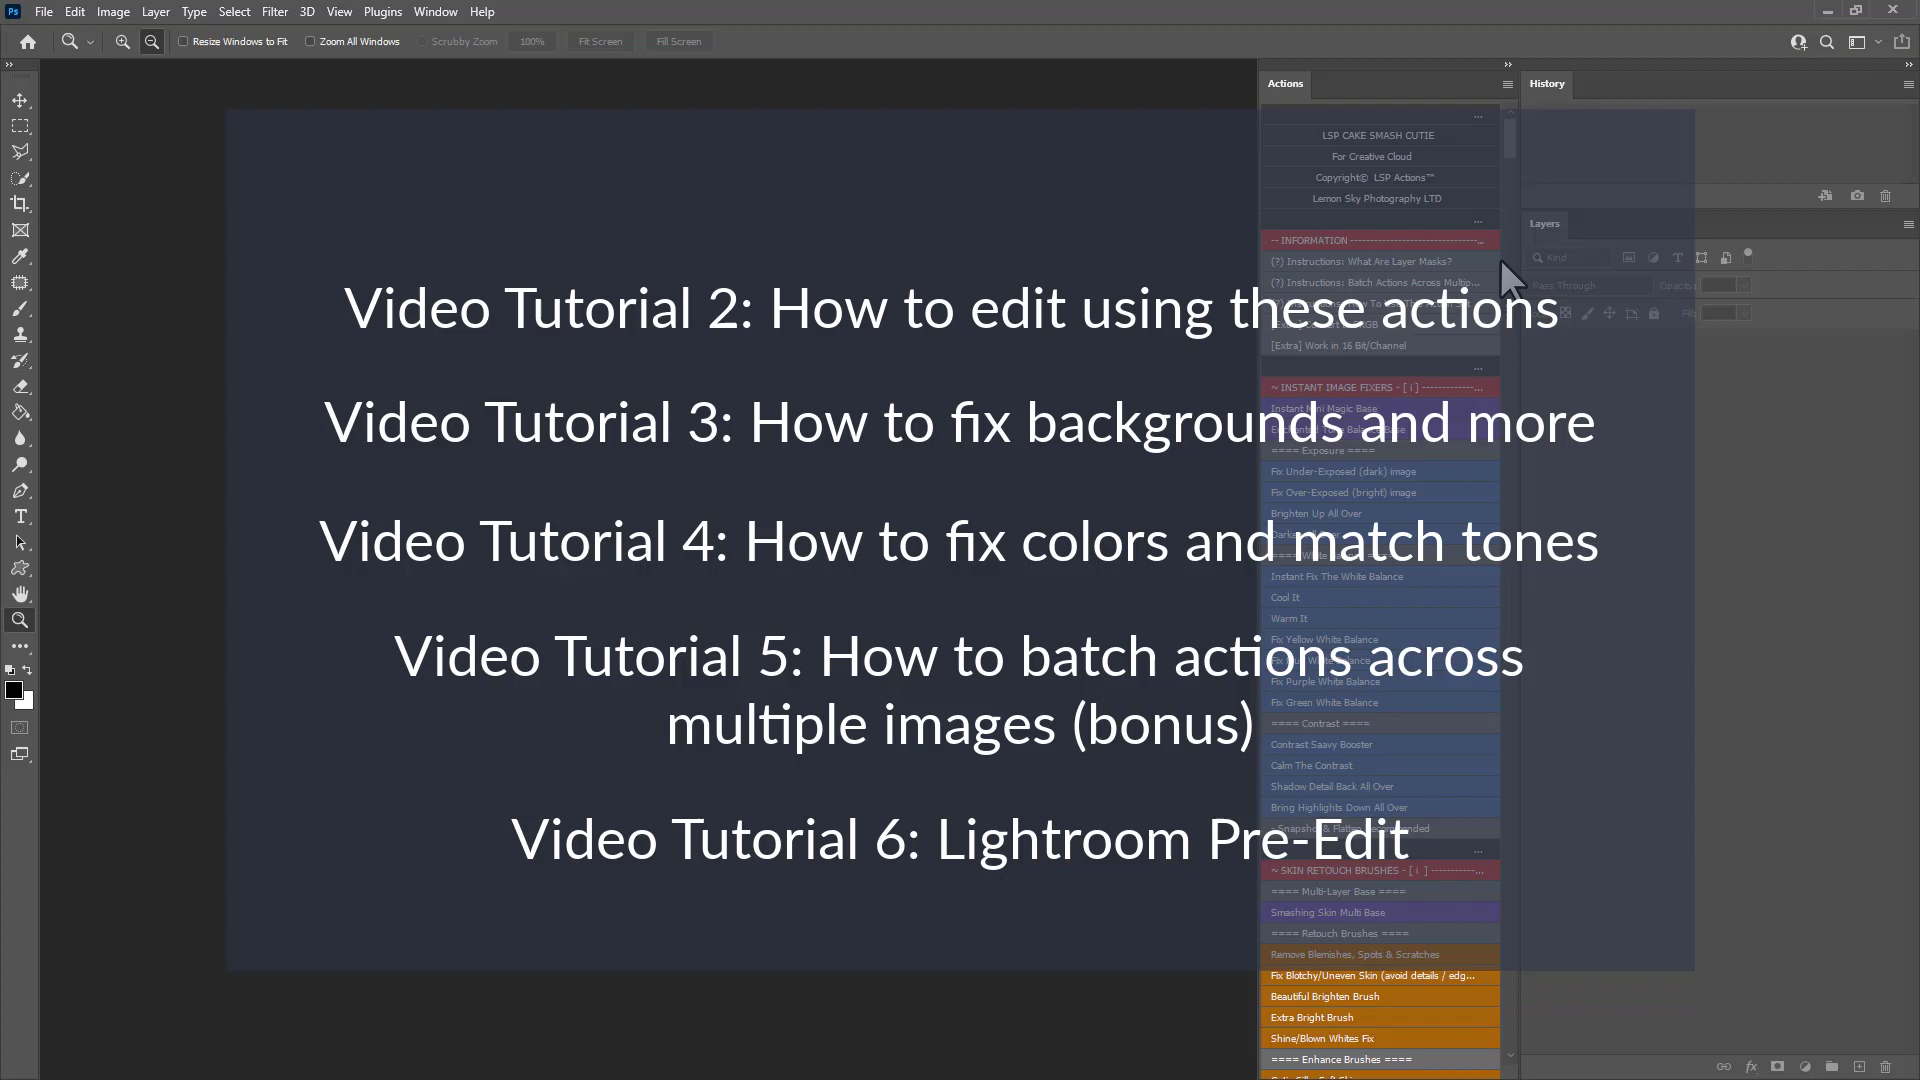 Ps File Edit Image Layer Type Select Filter 3D View Plugins Window Help
Resize Windows to Fit Zoom All Windows Scrubby Zoom 100% Fit Screen Fill Screen
Actions
History
...
LSP CAKE SMASH CUTIE
For Creative Cloud
Copyright© LSP Actions™
Lemon Sky Photography LTD
...
Layers
-- INFORMATION --------------------------------...
(?) Instructions: What Are Layer Masks?
Kind
(?) Instructions: Batch Actions Across Multip...
Pass Through
Opacity:
Video Tutorial 2: How to edit using these actions
[Extra] Work in 16 Bit/Channel
...
~ INSTANT IMAGE FIXERS - [ i ] -------------...
Video Tutorial 3: How to fix backgrounds and more
==== Exposure ====
Fix Under-Exposed (dark) image
Fix Over-Exposed (bright) image
Brighten Up All Over
Video Tutorial 4: How to fix colors and match tones
Instant Fix The White Balance
Cool It
Warm It
Fix Yellow White Balance
Video Tutorial 5: How to batch actions across
Fix Purple White Balance
Fix Green White Balance
multiple images (bonus)
==== Contrast ====
Contrast Saavy Booster
Calm The Contrast
Shadow Detail Back All Over
Bring Highlights Down All Over
Video Tutorial 6: Lightroom Pre-Edit
...
~ SKIN RETOUCH BRUSHES - [ i ] -----------...
==== Multi-Layer Base ====
Smashing Skin Multi Base
==== Retouch Brushes ====
Remove Blemishes, Spots & Scratches
Fix Blotchy/Uneven Skin (avoid details / edg...
Beautiful Brighten Brush
Extra Bright Brush
Shine/Blown Whites Fix
==== Enhance Brushes ====